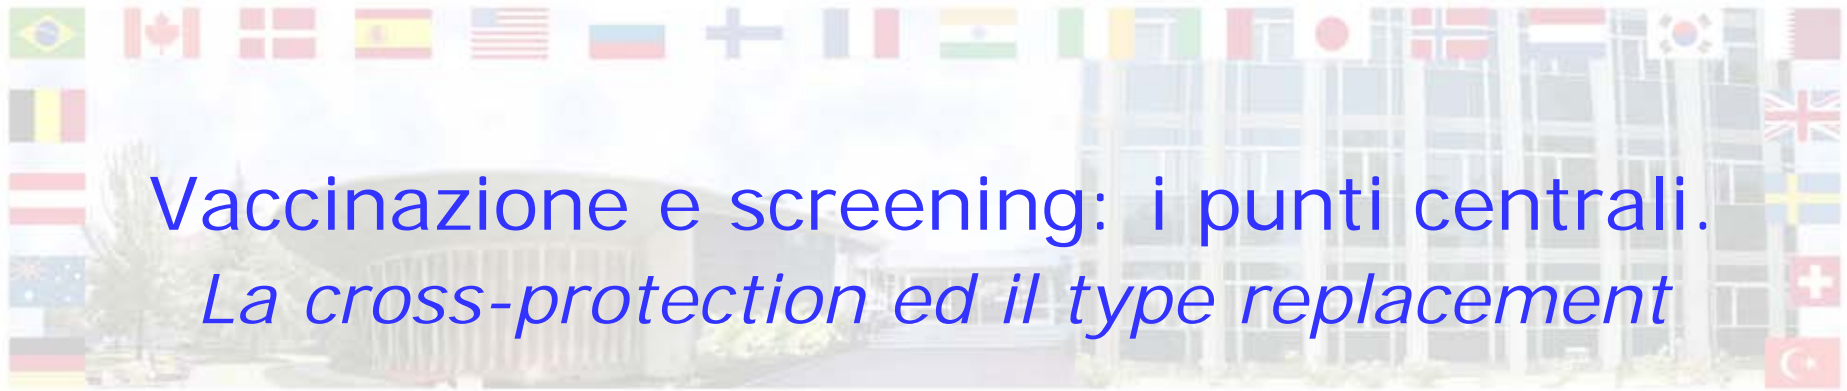 Vaccinazione e screening: i punti centrali.
La cross-protection ed il type replacement